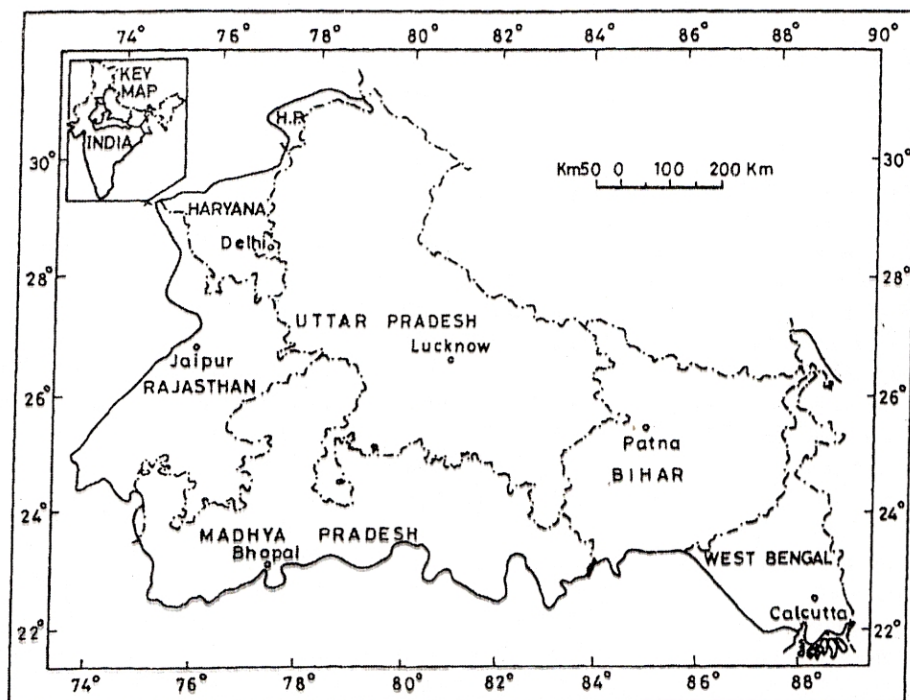 74° 76° 77° 78° 80° 82° 84° 86° 88° 90°
KEY
MAP
INDIA
H.P.
30° 30°
Km50 0 100 200 Km
HARYANA
Delhi
28° 28°
UTTAR PRADESH
Lucknow
Jaipur
RAJASTHAN
26° 26°
Patna
BIHAR
24° 24°
MADHYA PRADESH
Bhopal
WEST BENGAL
Calcutta
22° 22°
74° 76° 78° 80° 82° 84° 86° 88°